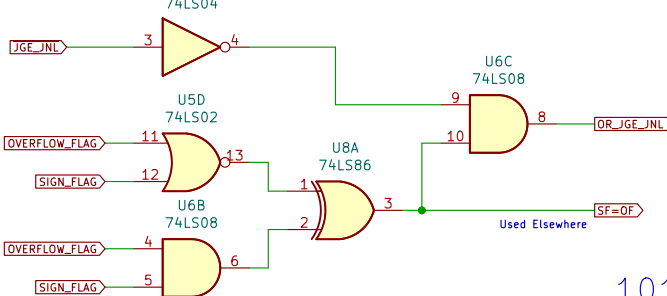 74LS04
JGE_JNL
3
4
U6C
74LS08
9
10
8
OR_JGE_JNL
U5D
74LS02
OVERFLOW_FLAG
11
SIGN_FLAG
12
13
U8A
74LS86
1
2
3
SF=OF
Used Elsewhere
U6B
74LS08
OVERFLOW_FLAG
4
SIGN_FLAG
5
6